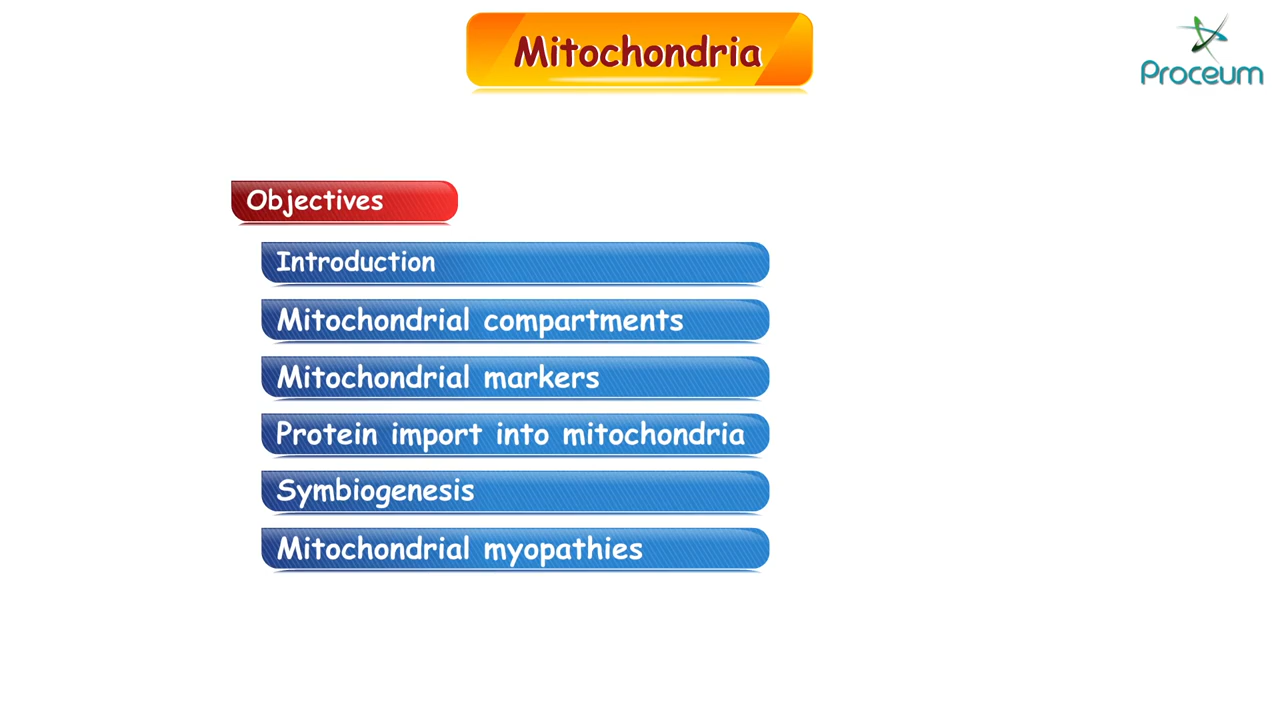 Mitochondria
Proceum
Objectives
Introduction
Mitochondrial compartments
Mitochondrial markers
Protein import into mitochondria
Symbiogenesis
Mitochondrial myopathies